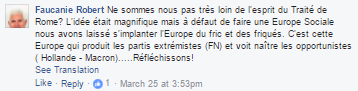 Faucanie Robert Ne sommes nous pas très loin de l'esprit du Traité de
Rome? L'idée était magnifique mais à défaut de faire une Europe Sociale
nous avons laissé s'implanter l'Europe du fric et des friqués. C'est cette
Europe qui produit les partis extrémistes (FN) et voit naître les opportunistes
( Hollande - Macron).....Réfléchissons!
See Translation
Like · Reply · 1 · March 25 at 3:53pm